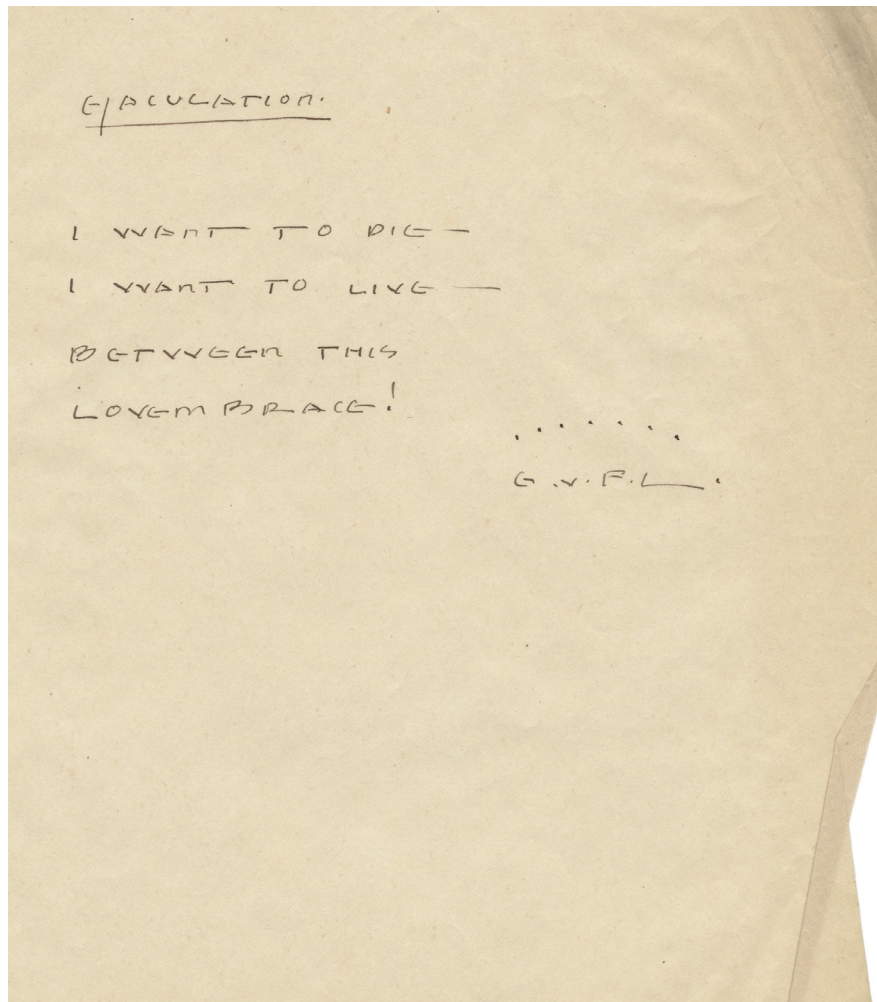 EJACULATION.
I WANT TO DIE —
I WANT TO LIVE —
BETWEEN THIS
LOVEMBRACE!
. . . . . . .
E.V.F.L.